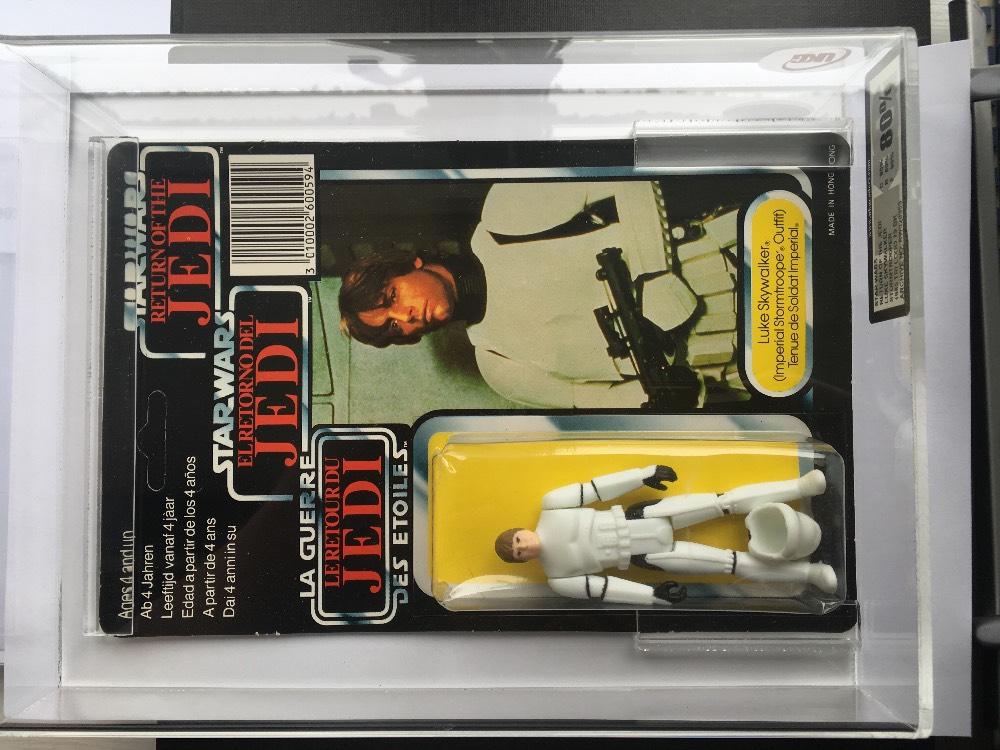 UKG
80%
STAR WARS
RETURN OF THE
JEDI
3 010002 600594
STAR WARS
EL RETORNO DEL
JEDI
LA GUERRE
LE RETOUR DU
JEDI
DES ETOILES
Ages 4 and up
Ab 4 Jahren
Leeftijd vanaf 4 jaar
Edad a partir de los 4 años
A partir de 4 ans
Dai 4 anni in su
Luke Skywalker
(Imperial Stormtrooper Outfit)
Tenue de Soldat Imperial
MADE IN HONG KONG